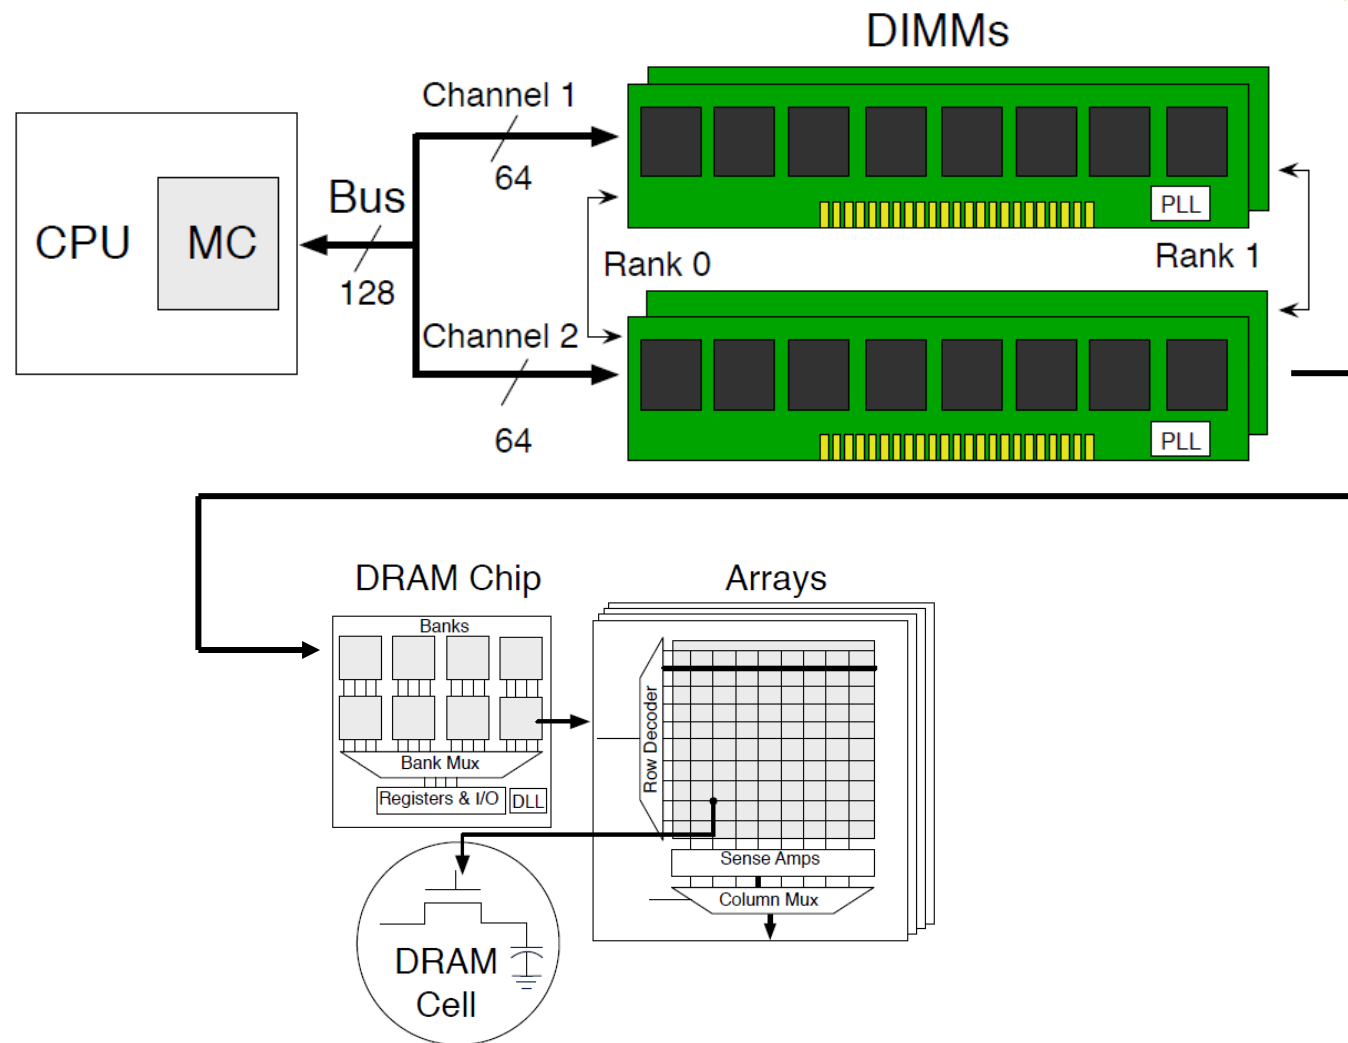 DIMMs
Channel 1
64
Bus
128
CPU
MC
PLL
Rank 0
Rank 1
Channel 2
64
PLL
DRAM Chip
Banks
Bank Mux
Registers & I/O
DLL
Arrays
Row Decoder
Sense Amps
Column Mux
DRAM
Cell